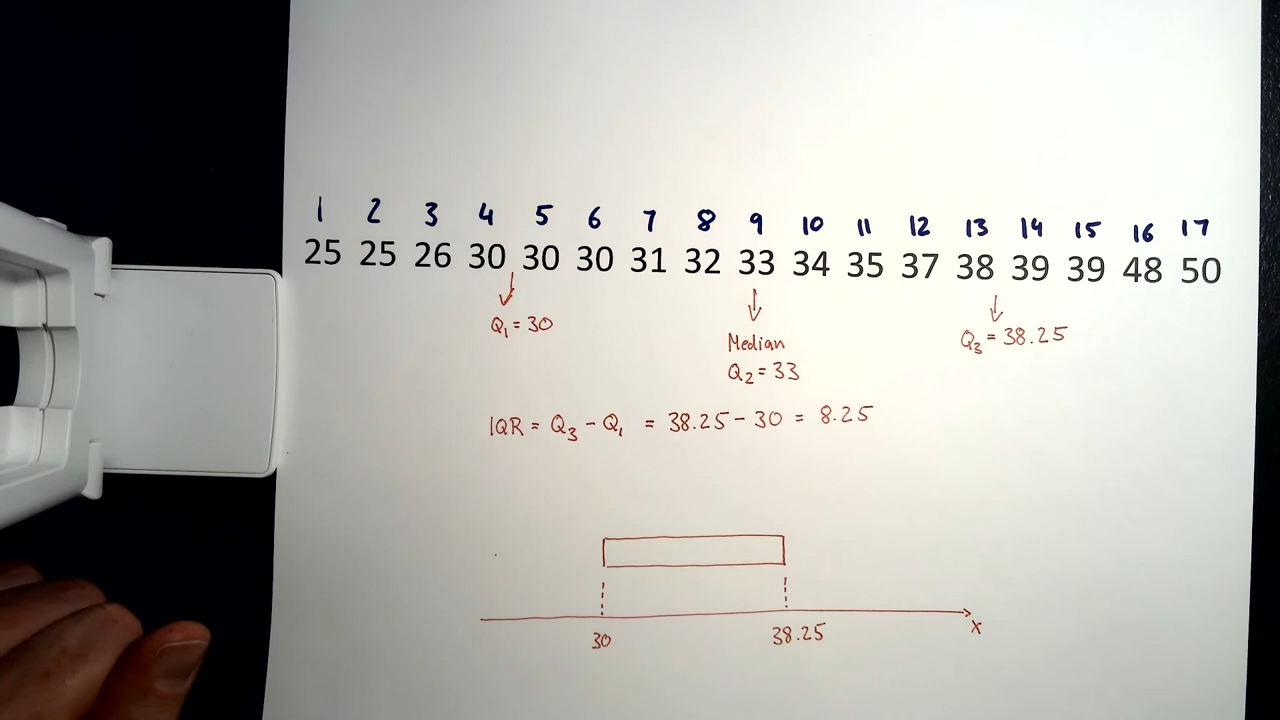 1 2 3 4 5 6 7 8 9 10 11 12 13 14 15 16 17
25 25 26 30 30 30 31 32 33 34 35 37 38 39 39 48 50
Q₁ = 30
Median
Q₂ = 33
Q₃ = 38.25
IQR = Q₃ - Q₁ = 38.25 - 30 = 8.25
30 38.25 x